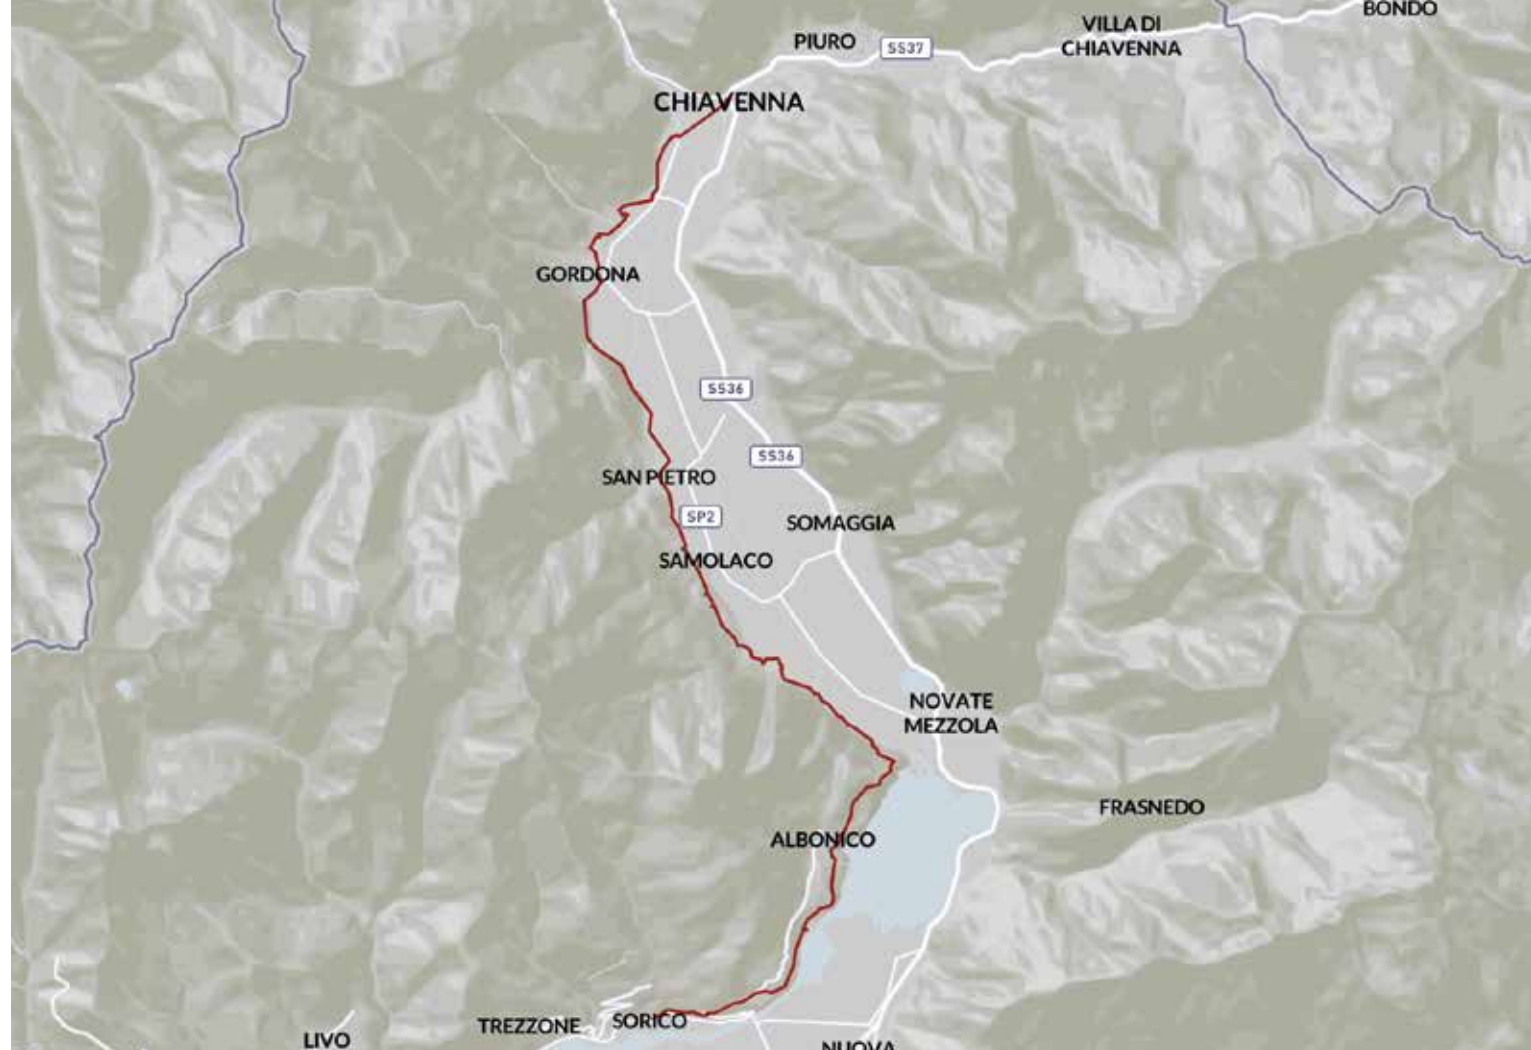 BONDO
VILLA DI
CHIAVENNA
PIURO
SS37
CHIAVENNA
GORDONA
SS36
SS36
SAN PIETRO
SP2
SOMAGGIA
SAMOLACO
NOVATE
MEZZOLA
FRASNEDO
ALBONICO
TREZZONE
SORICO
LIVO
NUOVA